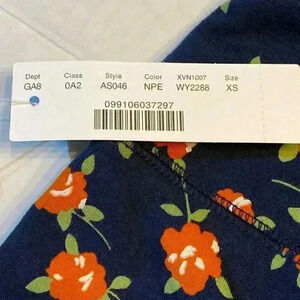 Dept Class Style Color XVN1007 Size
GA8 0A2 AS046 NPE WY2288 XS
099106037297